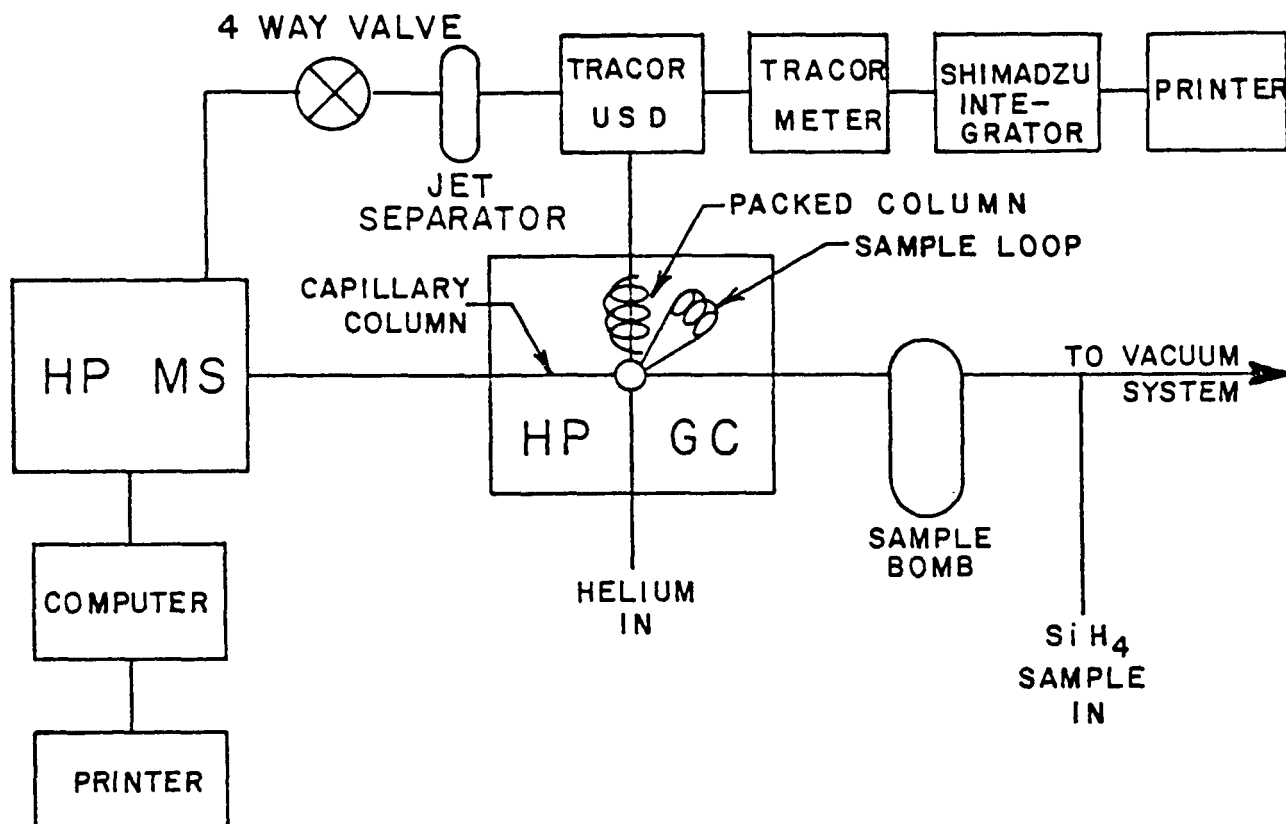 4 WAY VALVE
TRACOR
USD
TRACOR
METER
SHIMADZU
INTE-
GRATOR
PRINTER
JET
SEPARATOR
PACKED COLUMN
SAMPLE LOOP
CAPILLARY
COLUMN
HP MS
HP GC
TO VACUUM
SYSTEM
SAMPLE
BOMB
HELIUM
IN
SiH4
SAMPLE
IN
COMPUTER
PRINTER